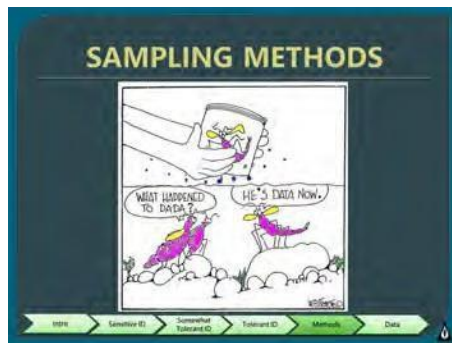 SAMPLING METHODS
WHAT HAPPENED
TO DADA?
HE'S DATA NOW.
Intro
Sensitive ID
Somewhat
Tolerant ID
Tolerant ID
Methods
Data